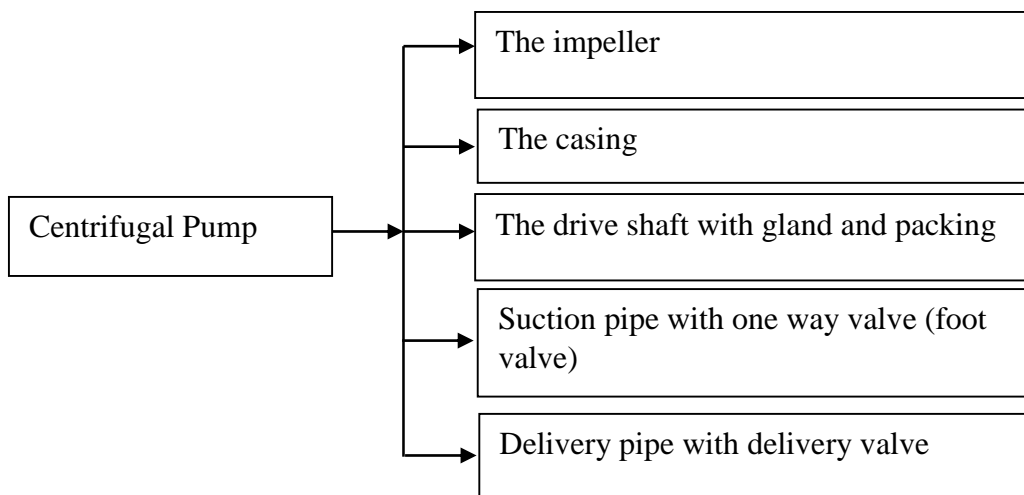 The impeller
The casing
Centrifugal Pump
The drive shaft with gland and packing
Suction pipe with one way valve (foot
valve)
Delivery pipe with delivery valve